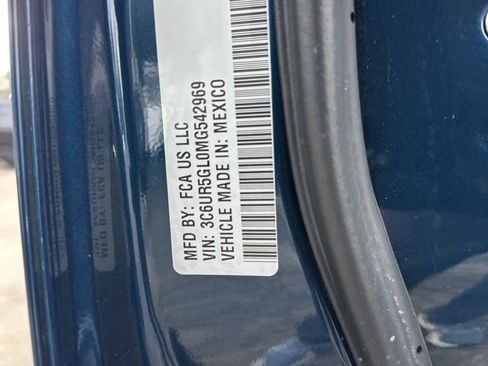 MFD BY: FCA US LLC
VIN: 3C6UR5GL0MG542969
VEHICLE MADE IN: MEXICO